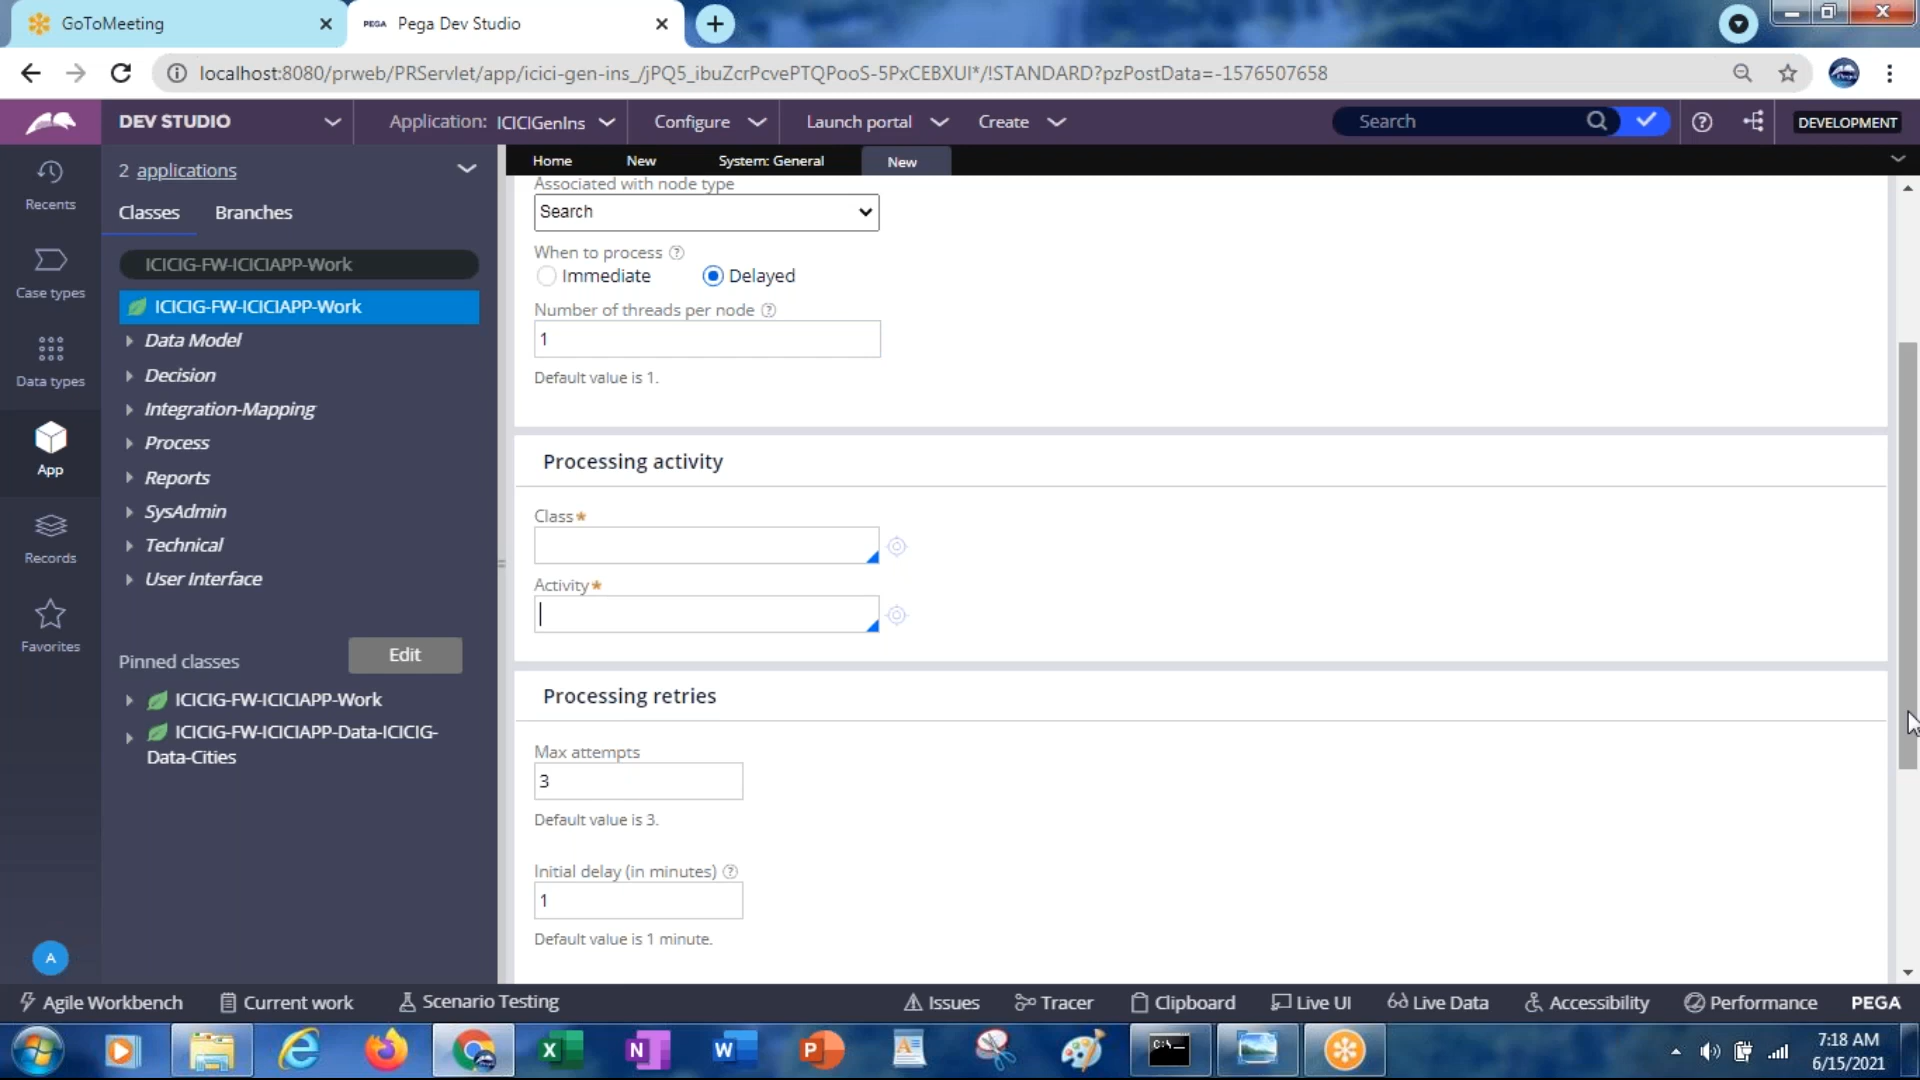 GoToMeeting
PEGA Pega Dev Studio
localhost:8080/prweb/PRServlet/app/icici-gen-ins_/jPQ5_ibuZcrPcvePTQPooS-5PxCEBXUI*/!STANDARD?pzPostData=-1576507658
DEV STUDIO
Application: ICICIGenIns
Configure
Launch portal
Create
Search
DEVELOPMENT
Home
New
System: General
New
Recents
Case types
Data types
App
Records
Favorites
A
2 applications
Classes
Branches
ICICIG-FW-ICICIAPP-Work
ICICIG-FW-ICICIAPP-Work
Data Model
Decision
Integration-Mapping
Process
Reports
SysAdmin
Technical
User Interface
Pinned classes
Edit
ICICIG-FW-ICICIAPP-Work
ICICIG-FW-ICICIAPP-Data-ICICIG-
Data-Cities
Associated with node type
Search
When to process
Immediate
Delayed
Number of threads per node
1
Default value is 1.
Processing activity
Class*
Activity*
Processing retries
Max attempts
3
Default value is 3.
Initial delay (in minutes)
1
Default value is 1 minute.
Agile Workbench
Current work
Scenario Testing
Issues
Tracer
Clipboard
Live UI
Live Data
Accessibility
Performance
PEGA
7:18 AM
6/15/2021